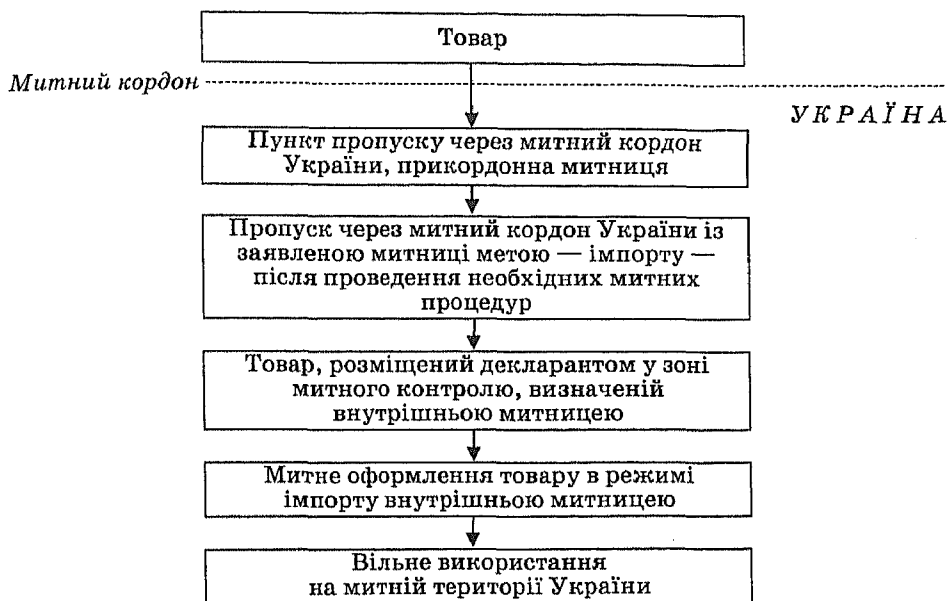 Товар
Митний кордон
УКРАЇНА
Пункт пропуску через митний кордон
України, прикордонна митниця
Пропуск через митний кордон України із
заявленою митниці метою — імпорту —
після проведення необхідних митних
процедур
Товар, розміщений декларантом у зоні
митного контролю, визначеній
внутрішньою митницею
Митне оформлення товару в режимі
імпорту внутрішньою митницею
Вільне використання
на митній території України